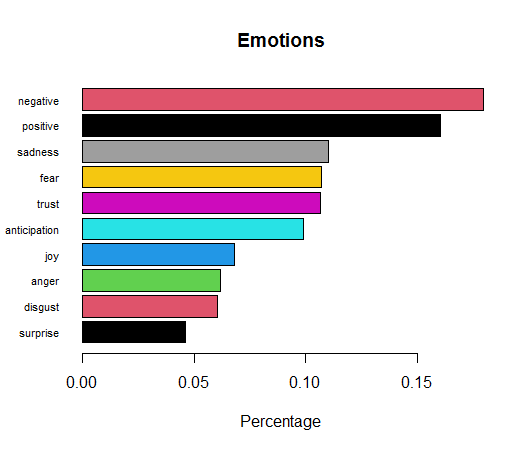 Emotions
negative
positive
sadness
fear
trust
anticipation
joy
anger
disgust
surprise
0.00 0.05 0.10 0.15
Percentage